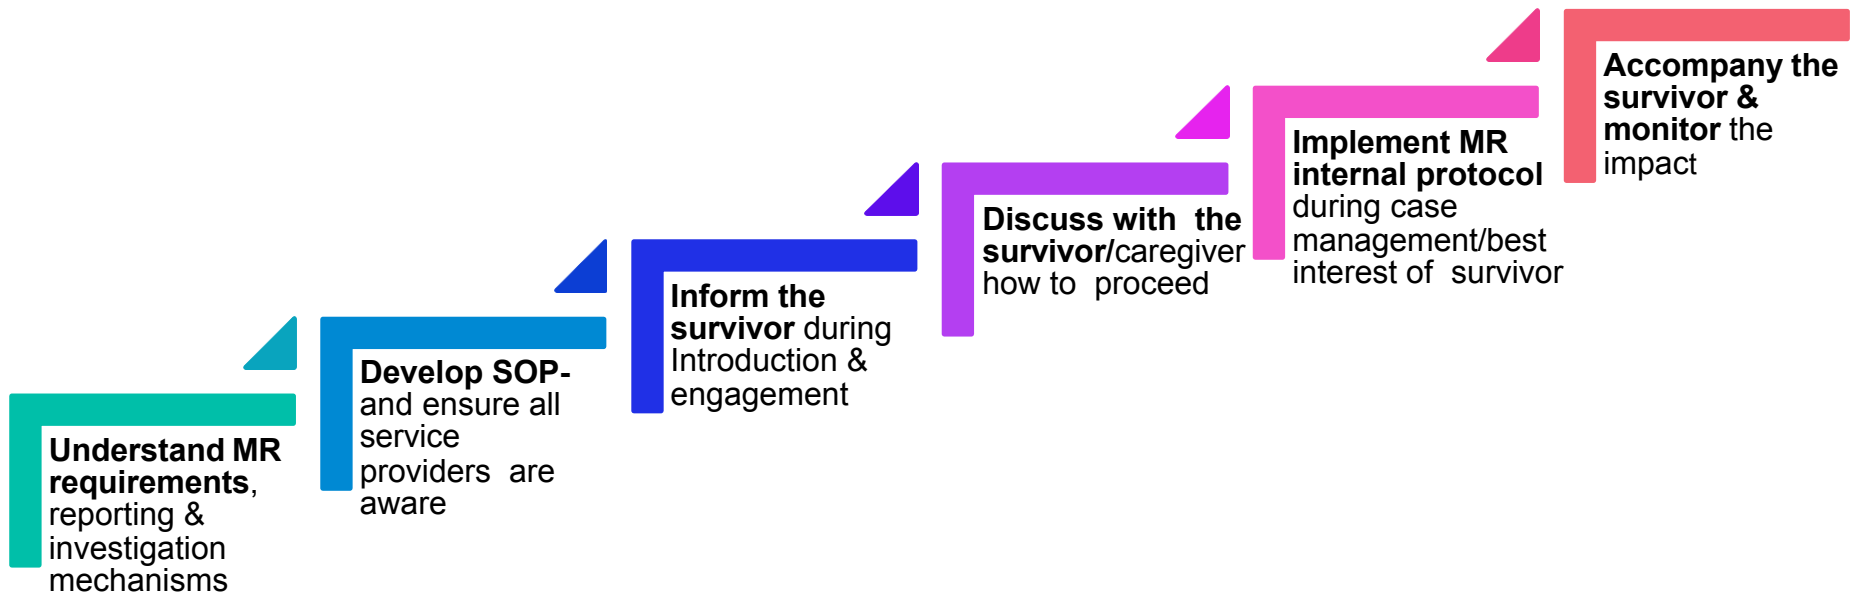 Understand MR
requirements,
reporting &
investigation
mechanisms
Develop SOP-
and ensure all
service
providers are
aware
Inform the
survivor during
Introduction &
engagement
Discuss with the
survivor/caregiver
how to proceed
Implement MR
internal protocol
during case
management/best
interest of survivor
Accompany the
survivor &
monitor the
impact